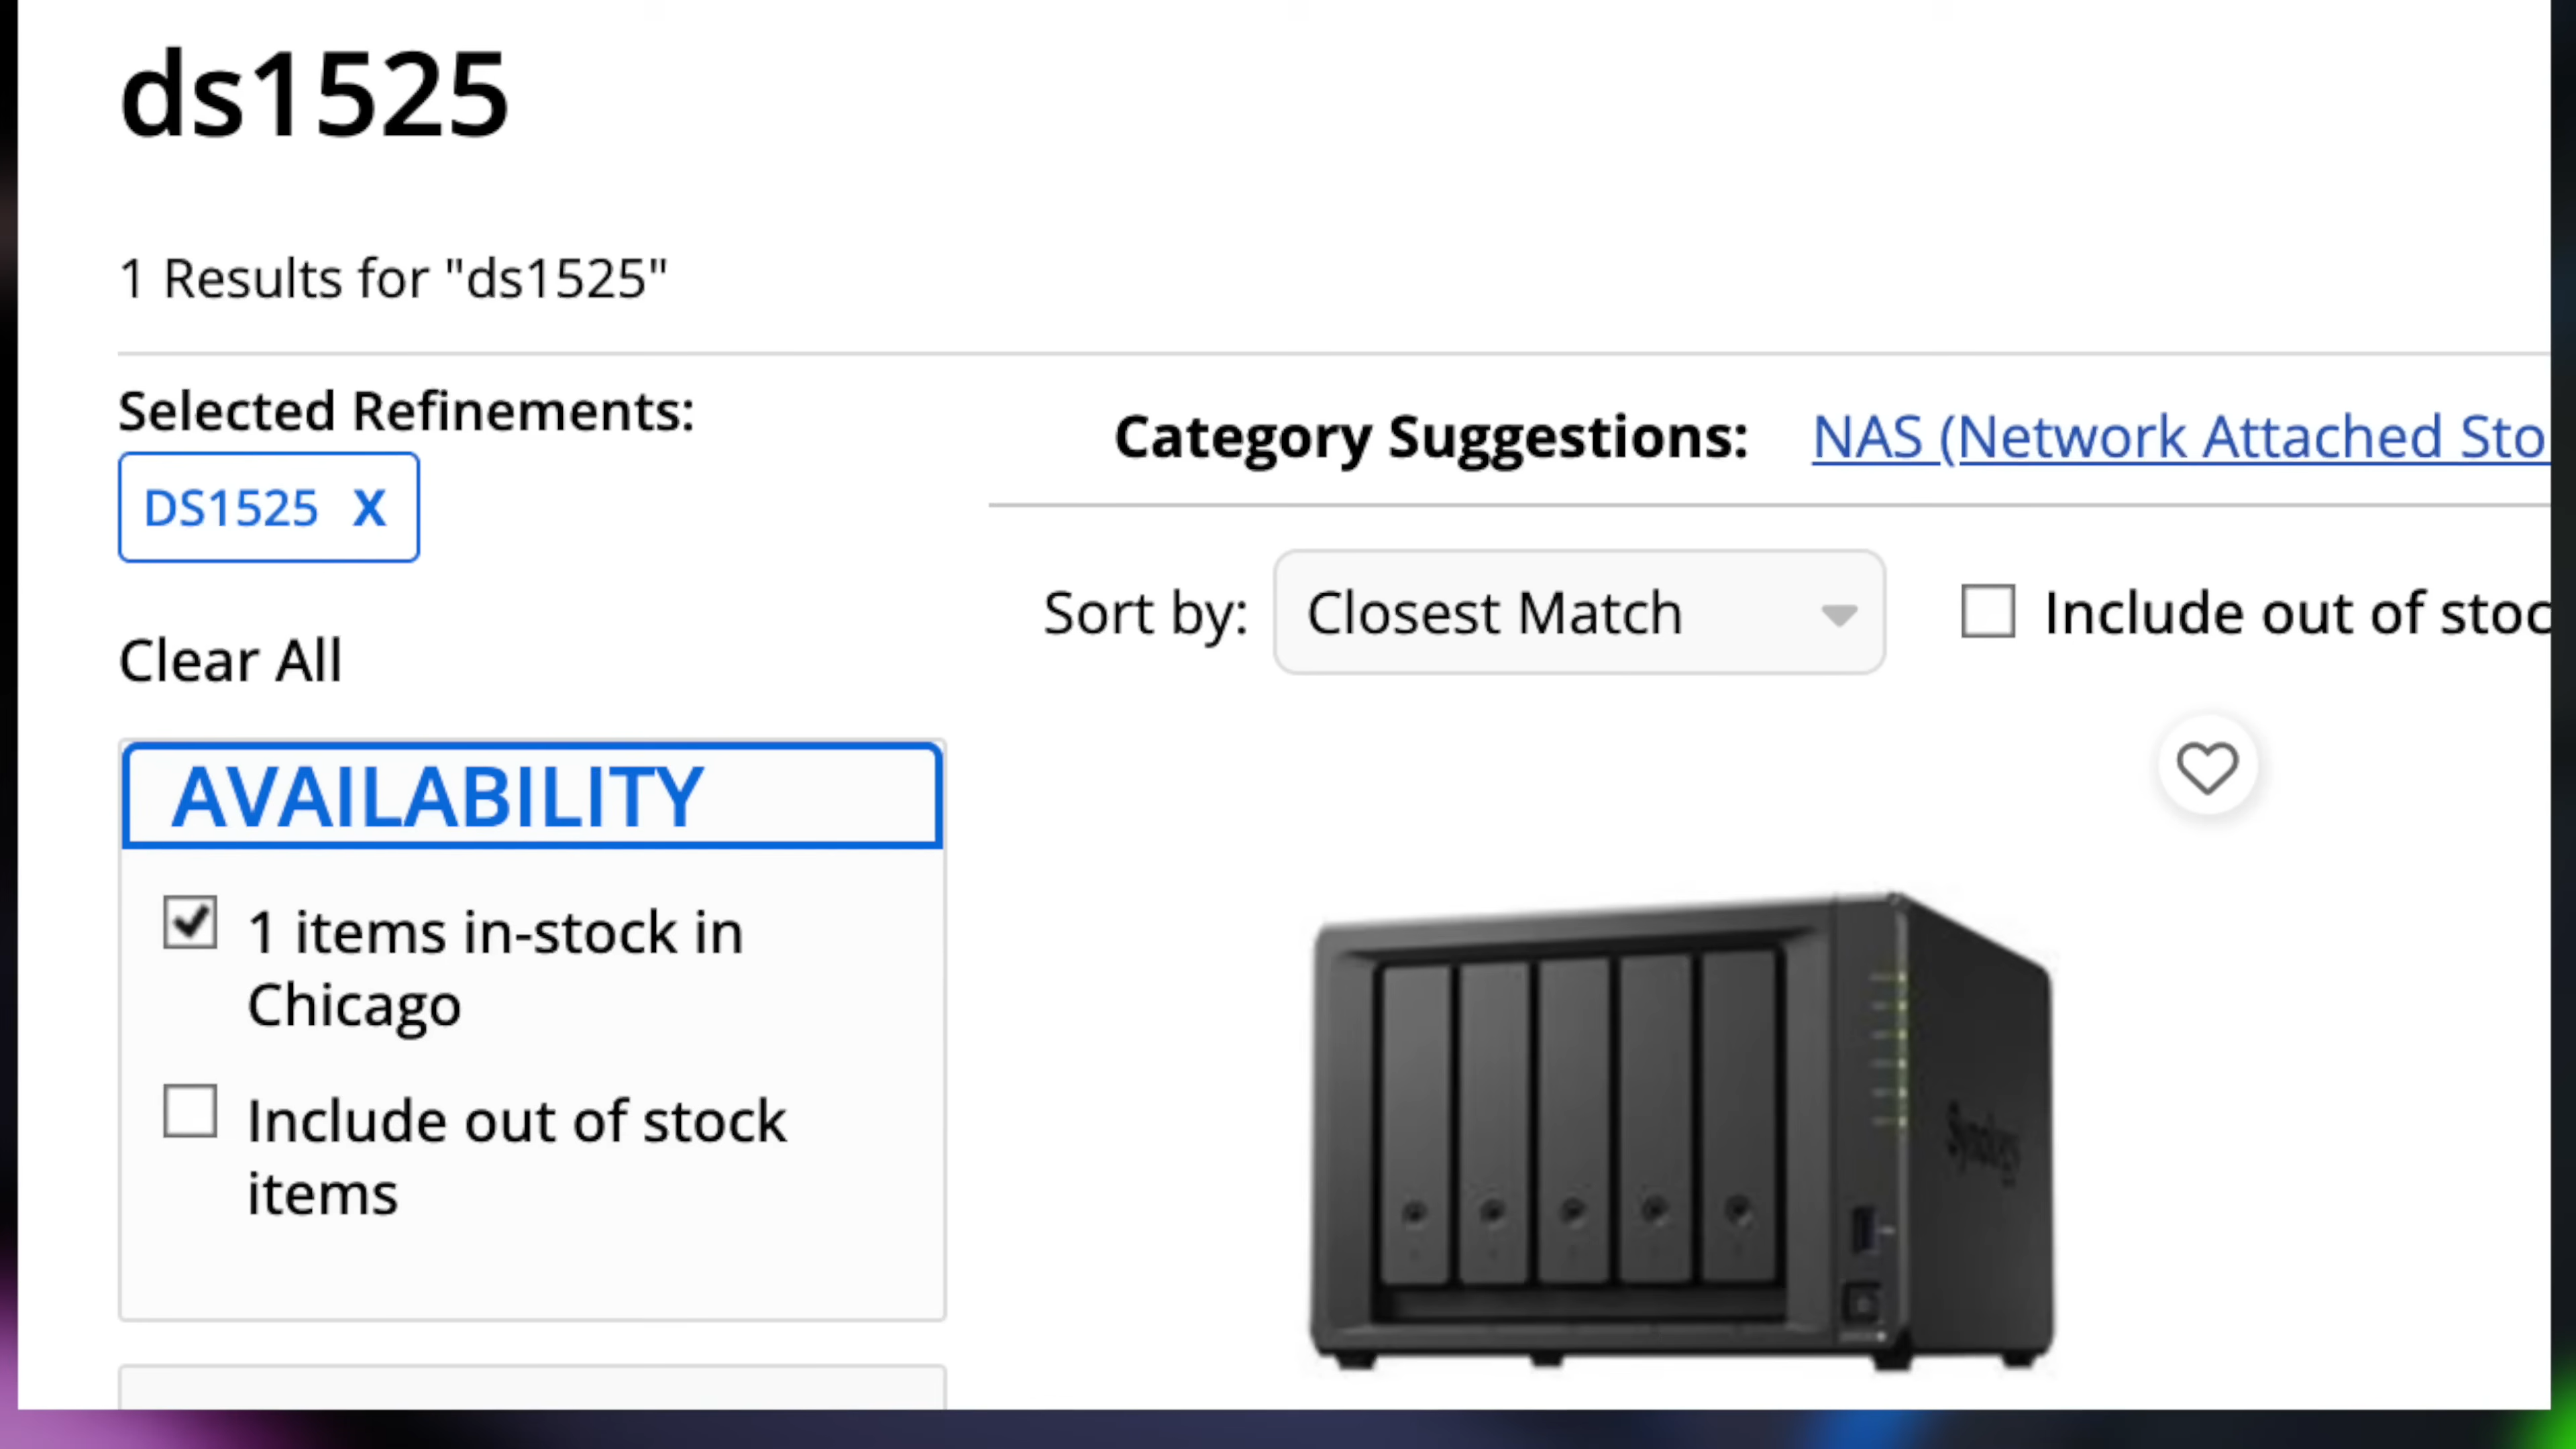 ds1525
1 Results for "ds1525"
Selected Refinements:
DS1525 X
Clear All
AVAILABILITY
1 items in-stock in
Chicago
Include out of stock
items
Category Suggestions: NAS (Network Attached Sto
Sort by: Closest Match
Include out of stoc
Synology